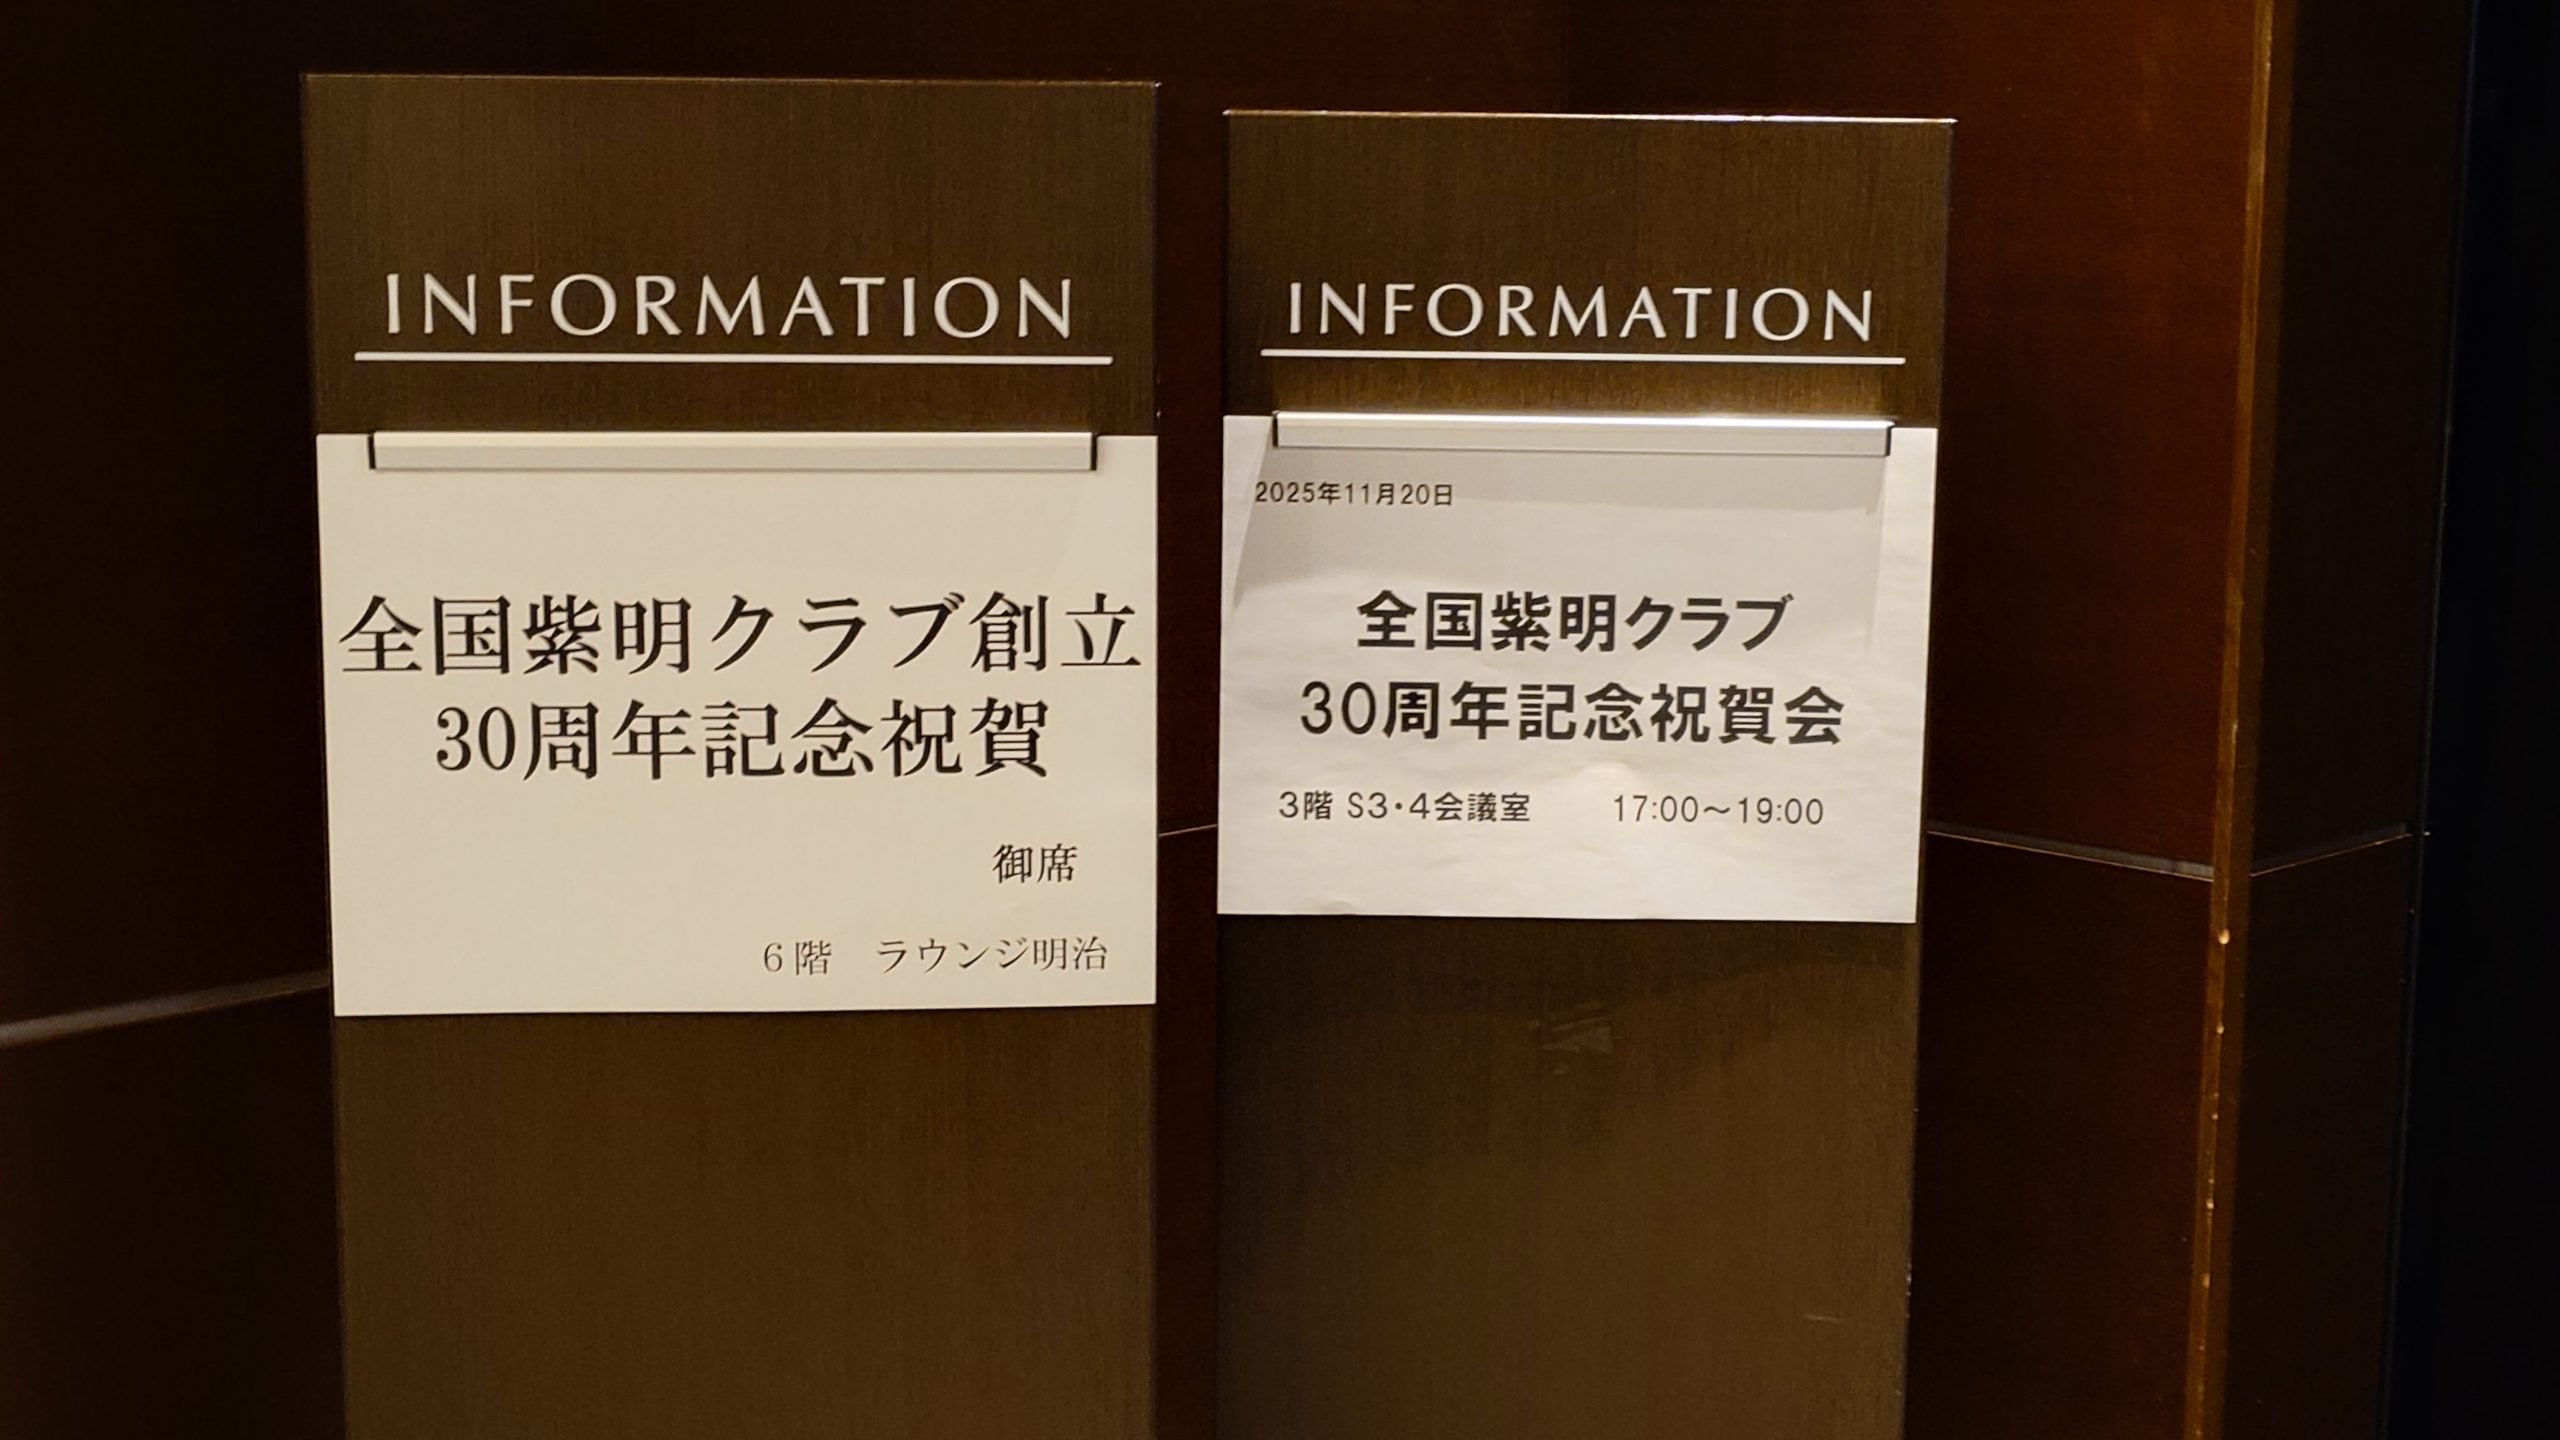 INFORMATION
全国紫明クラブ創立
30周年記念祝賀
御席
6階　ラウンジ明治
INFORMATION
2025年11月20日
全国紫明クラブ
30周年記念祝賀会
3階 S3・4会議室　　17:00～19:00